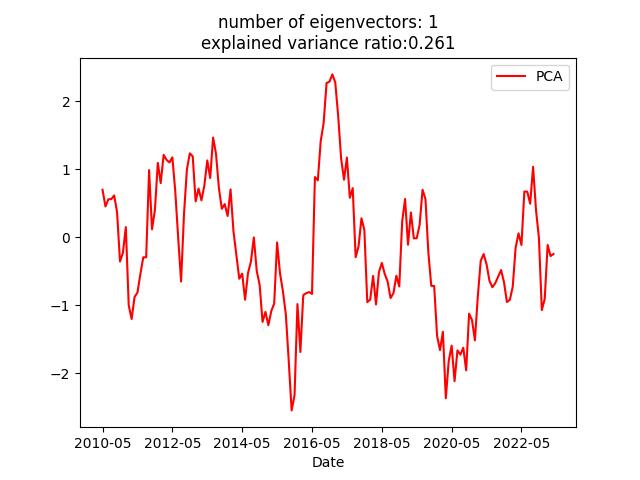 number of eigenvectors: 1
explained variance ratio:0.261
PCA
2
1
0
−1
−2
2010-05 2012-05 2014-05 2016-05 2018-05 2020-05 2022-05
Date